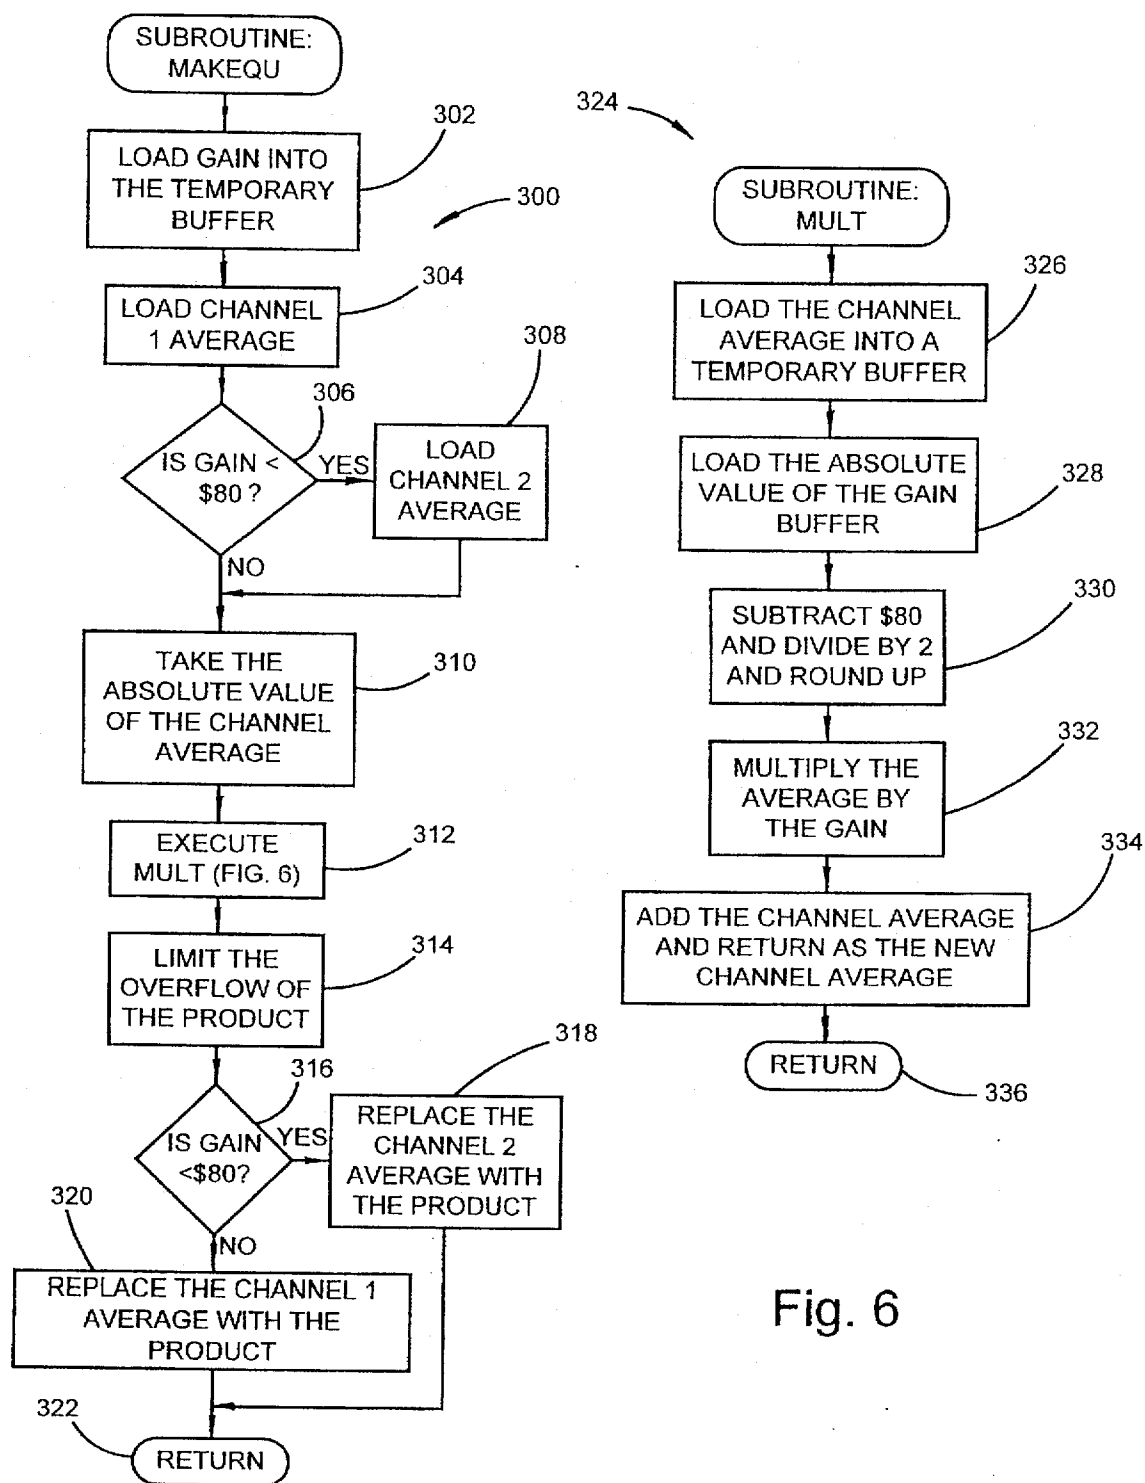 SUBROUTINE:
MAKEQU
302
LOAD GAIN INTO
THE TEMPORARY
BUFFER
300
304
LOAD CHANNEL
1 AVERAGE
306
IS GAIN <
$80 ?
YES
308
LOAD
CHANNEL 2
AVERAGE
NO
310
TAKE THE
ABSOLUTE VALUE
OF THE CHANNEL
AVERAGE
312
EXECUTE
MULT (FIG. 6)
314
LIMIT THE
OVERFLOW OF
THE PRODUCT
316
IS GAIN
<$80?
YES
318
REPLACE THE
CHANNEL 2
AVERAGE WITH
THE PRODUCT
320
NO
REPLACE THE CHANNEL 1
AVERAGE WITH THE
PRODUCT
322
RETURN
324
SUBROUTINE:
MULT
326
LOAD THE CHANNEL
AVERAGE INTO A
TEMPORARY BUFFER
328
LOAD THE ABSOLUTE
VALUE OF THE GAIN
BUFFER
330
SUBTRACT $80
AND DIVIDE BY 2
AND ROUND UP
332
MULTIPLY THE
AVERAGE BY
THE GAIN
334
ADD THE CHANNEL AVERAGE
AND RETURN AS THE NEW
CHANNEL AVERAGE
RETURN
336
Fig. 6